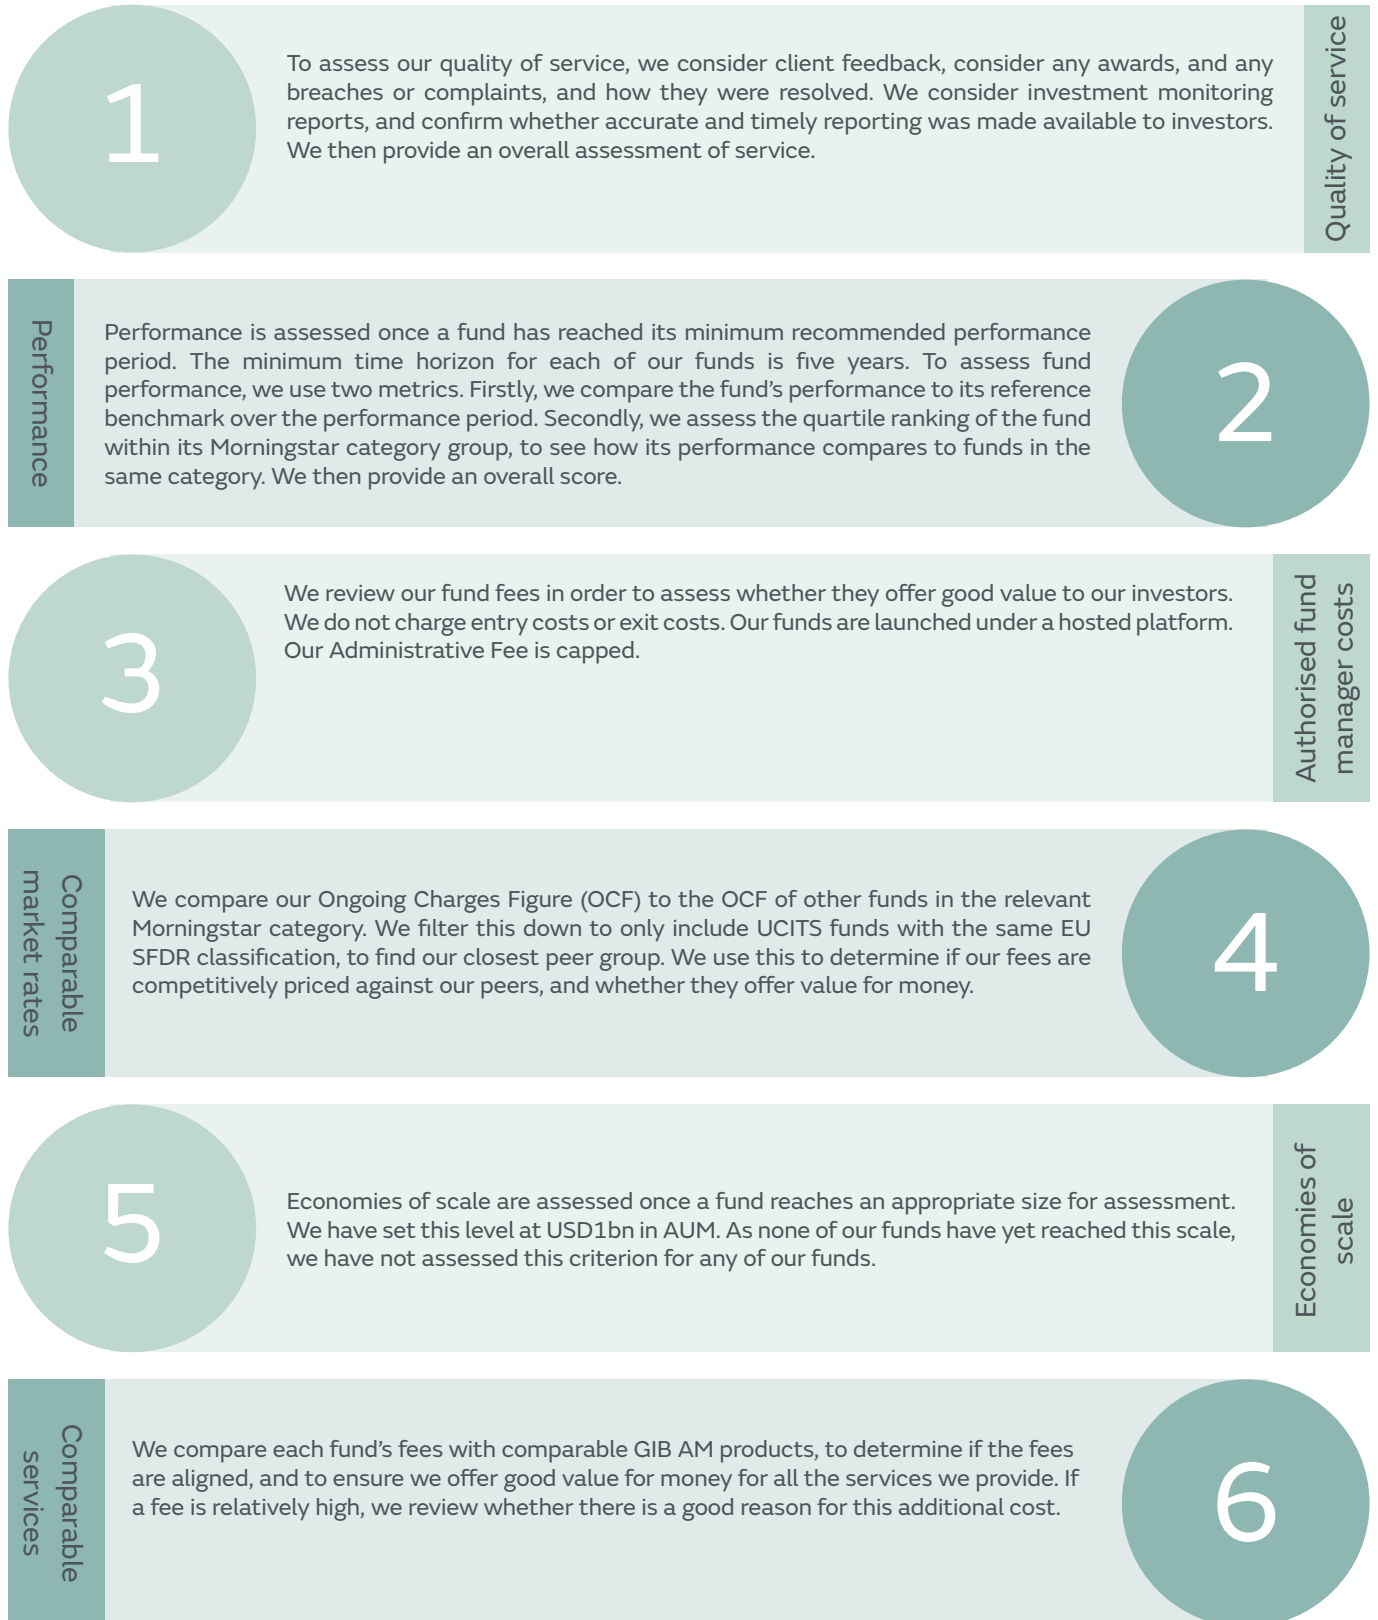 1
To assess our quality of service, we consider client feedback, consider any awards, and any
breaches or complaints, and how they were resolved. We consider investment monitoring
reports, and confirm whether accurate and timely reporting was made available to investors.
We then provide an overall assessment of service.
Quality of service
Performance
Performance is assessed once a fund has reached its minimum recommended performance
period. The minimum time horizon for each of our funds is five years. To assess fund
performance, we use two metrics. Firstly, we compare the fund’s performance to its reference
benchmark over the performance period. Secondly, we assess the quartile ranking of the fund
within its Morningstar category group, to see how its performance compares to funds in the
same category. We then provide an overall score.
2
3
We review our fund fees in order to assess whether they offer good value to our investors.
We do not charge entry costs or exit costs. Our funds are launched under a hosted platform.
Our Administrative Fee is capped.
Authorised fund
manager costs
Comparable
market rates
We compare our Ongoing Charges Figure (OCF) to the OCF of other funds in the relevant
Morningstar category. We filter this down to only include UCITS funds with the same EU
SFDR classification, to find our closest peer group. We use this to determine if our fees are
competitively priced against our peers, and whether they offer value for money.
4
5
Economies of scale are assessed once a fund reaches an appropriate size for assessment.
We have set this level at USD1bn in AUM. As none of our funds have yet reached this scale,
we have not assessed this criterion for any of our funds.
Economies of
scale
Comparable
services
We compare each fund’s fees with comparable GIB AM products, to determine if the fees
are aligned, and to ensure we offer good value for money for all the services we provide. If
a fee is relatively high, we review whether there is a good reason for this additional cost.
6